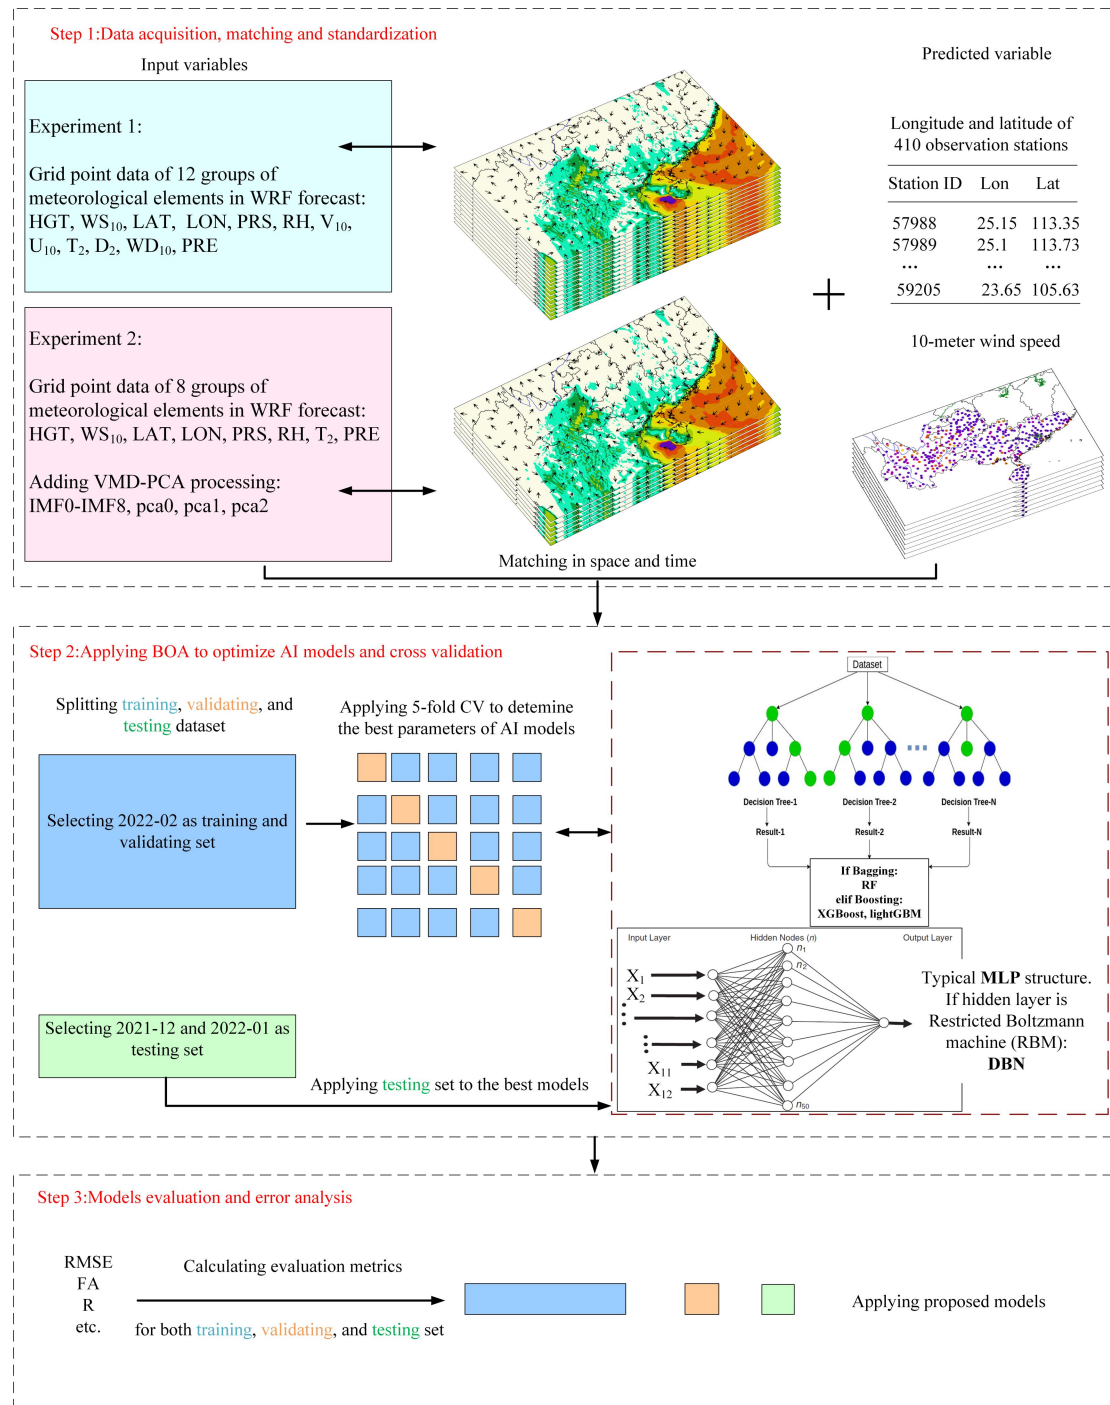 Step 1:Data acquisition, matching and standardization
Input variables
Experiment 1:
Grid point data of 12 groups of
meteorological elements in WRF forecast:
HGT, WS10, LAT, LON, PRS, RH, V10,
U10, T2, D2, WD10, PRE
Experiment 2:
Grid point data of 8 groups of
meteorological elements in WRF forecast:
HGT, WS10, LAT, LON, PRS, RH, T2, PRE
Adding VMD-PCA processing:
IMF0-IMF8, pca0, pca1, pca2
Predicted variable
Longitude and latitude of
410 observation stations
Station ID Lon Lat
57988 25.15 113.35
57989 25.1 113.73
... ... ...
59205 23.65 105.63
10-meter wind speed
Matching in space and time
Step 2:Applying BOA to optimize AI models and cross validation
Splitting training, validating, and
testing dataset
Selecting 2022-02 as training and
validating set
Applying 5-fold CV to detemine
the best parameters of AI models
Selecting 2021-12 and 2022-01 as
testing set
Applying testing set to the best models
Dataset
Decision Tree-1 Decision Tree-2 Decision Tree-N
Result-1 Result-2 Result-N
If Bagging:
RF
elif Boosting:
XGBoost, lightGBM
Input Layer Hidden Nodes (n) Output Layer
n1
n2
X1
X2
X11
X12
n50
Typical MLP structure.
If hidden layer is
Restricted Boltzmann
machine (RBM):
DBN
Step 3:Models evaluation and error analysis
RMSE
FA
R
etc.
Calculating evaluation metrics
for both training, validating, and testing set
Applying proposed models